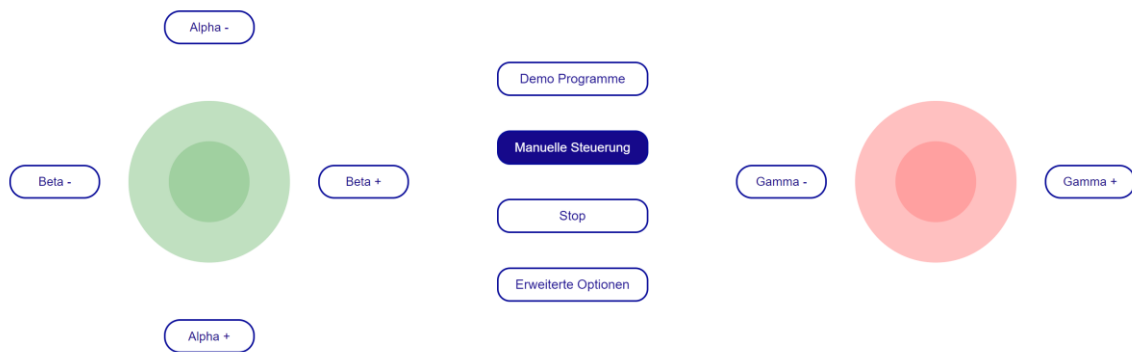 Alpha -
Demo Programme
Manuelle Steuerung
Beta -
Beta +
Gamma -
Gamma +
Stop
Erweiterte Optionen
Alpha +